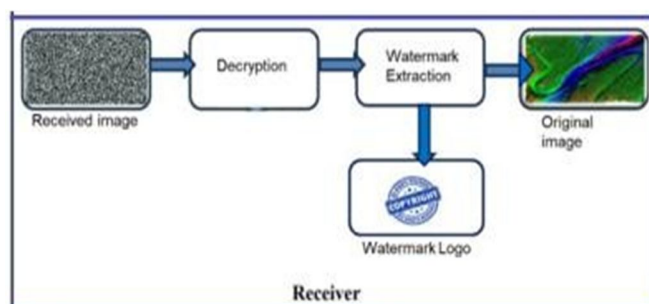 Received image
Decryption
Watermark
Extraction
Original
image
COPYRIGHT
Watermark Logo
Receiver